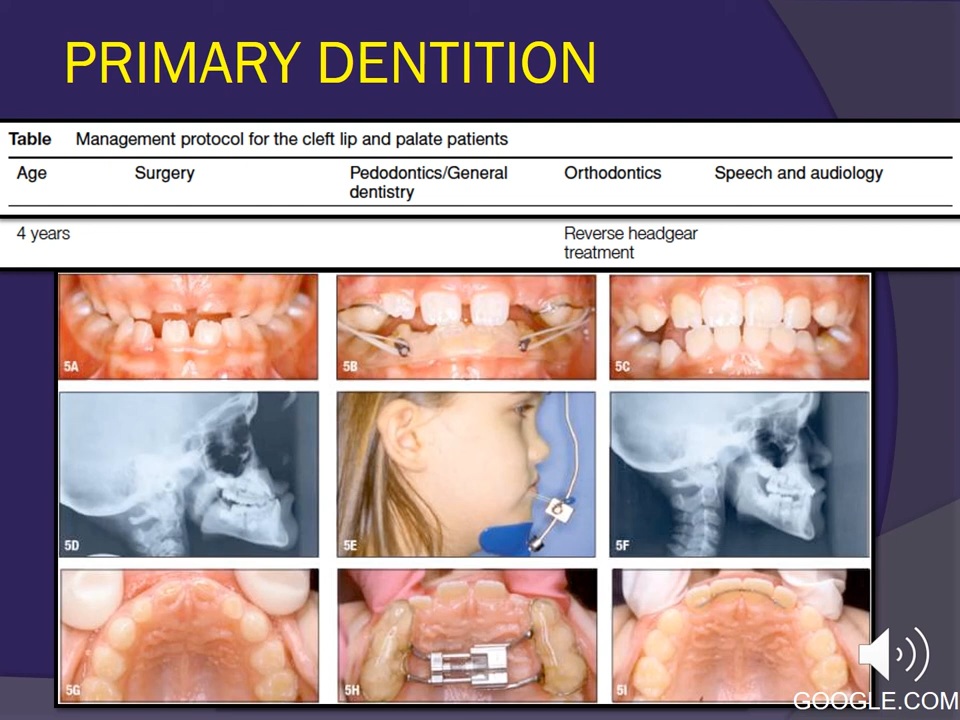 PRIMARY DENTITION
Table Management protocol for the cleft lip and palate patients
Age Surgery Pedodontics/General dentistry Orthodontics Speech and audiology
4 years Reverse headgear treatment
5A 5B 5C
5D 5E 5F
5G 5H 5I
GOOGLE.COM